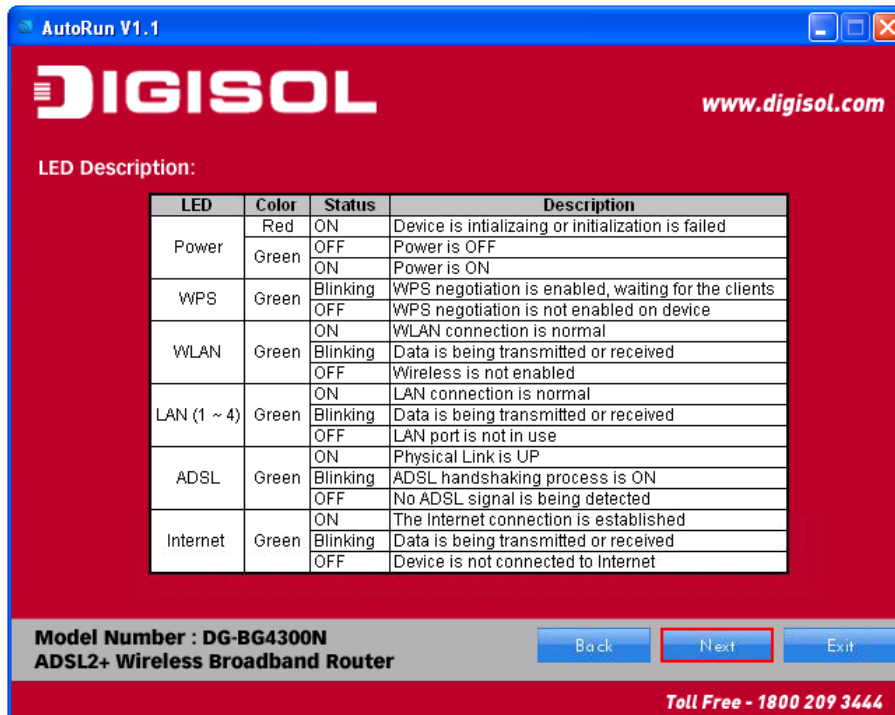 AutoRun V1.1
DIGISOL
www.digisol.com
LED Description:
LED Color Status Description
Power Red ON Device is intializaing or initialization is failed
Green OFF Power is OFF
ON Power is ON
WPS Green Blinking WPS negotiation is enabled, waiting for the clients
OFF WPS negotiation is not enabled on device
WLAN Green ON WLAN connection is normal
Blinking Data is being transmitted or received
OFF Wireless is not enabled
LAN (1 ~ 4) Green ON LAN connection is normal
Blinking Data is being transmitted or received
OFF LAN port is not in use
ADSL Green ON Physical Link is UP
Blinking ADSL handshaking process is ON
OFF No ADSL signal is being detected
Internet Green ON The Internet connection is established
Blinking Data is being transmitted or received
OFF Device is not connected to Internet
Model Number : DG-BG4300N
ADSL2+ Wireless Broadband Router
Back Next Exit
Toll Free - 1800 209 3444